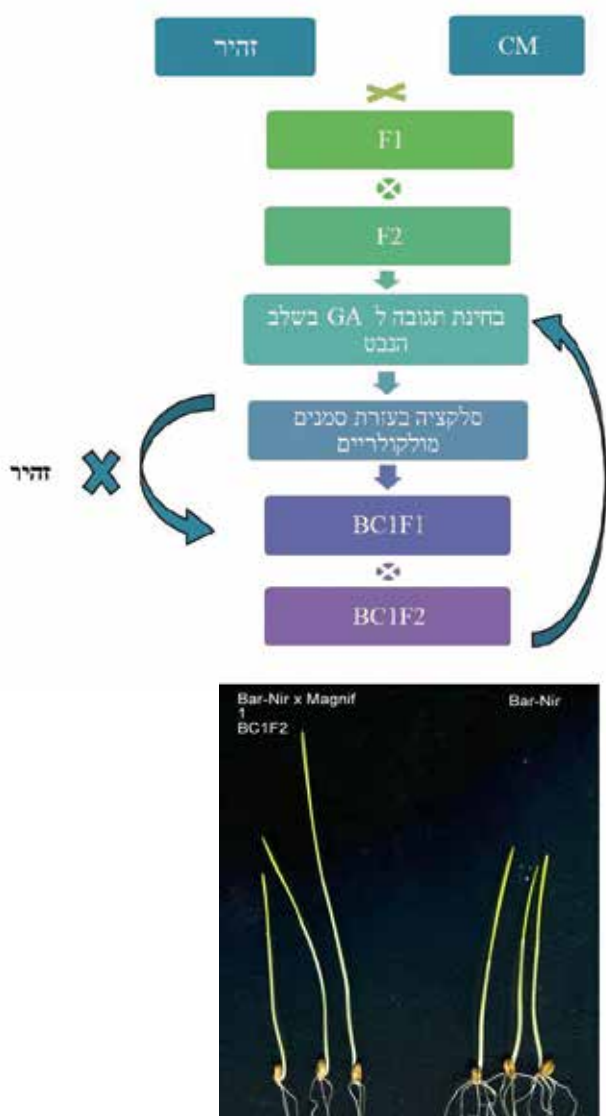 זהיר
CM
F1
F2
בחינת תגובה ל GA בשלב
הנבט
סלקציה בעזרת סמנים
מולקולריים
זהיר
BC1F1
BC1F2
Bar-Nir x Magnif
1
BC1F2
Bar-Nir